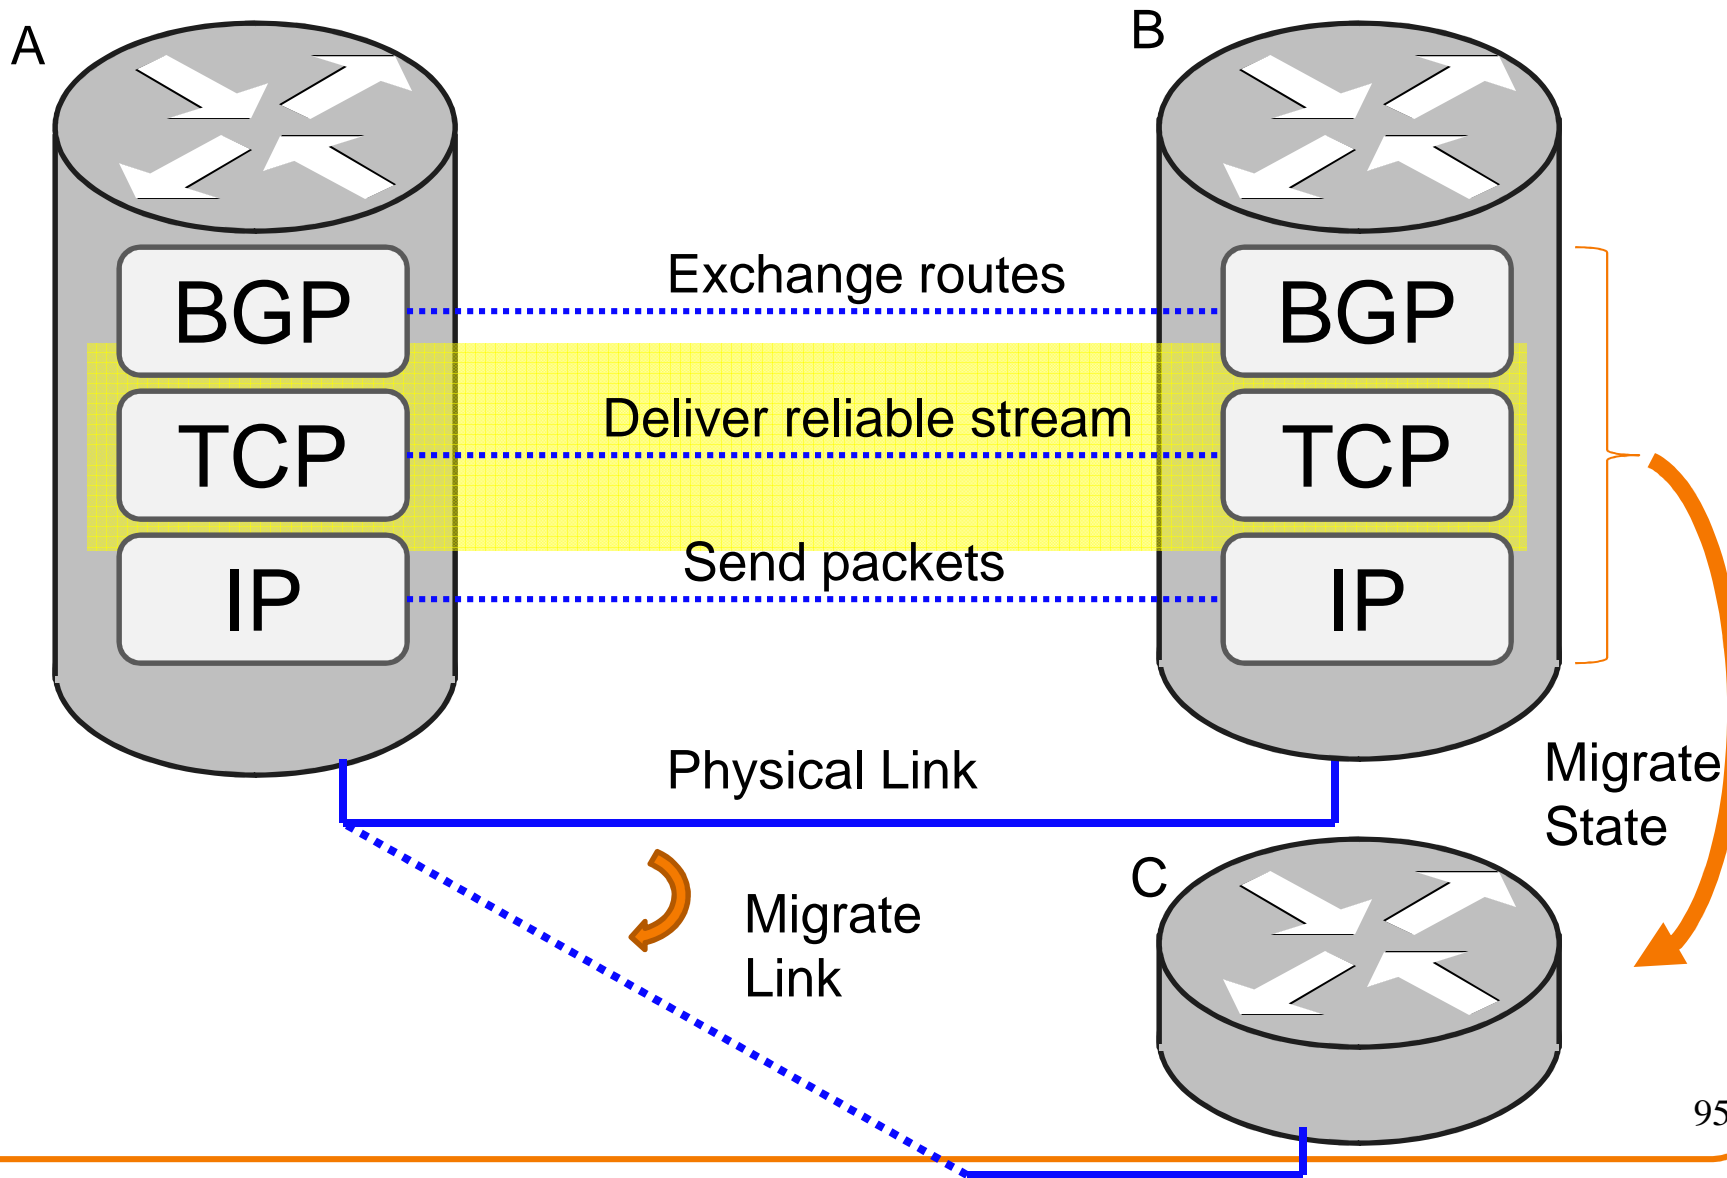 A
B
Exchange routes
BGP
BGP
Deliver reliable stream
TCP
TCP
Send packets
IP
IP
Physical Link
Migrate
State
C
Migrate
Link
95